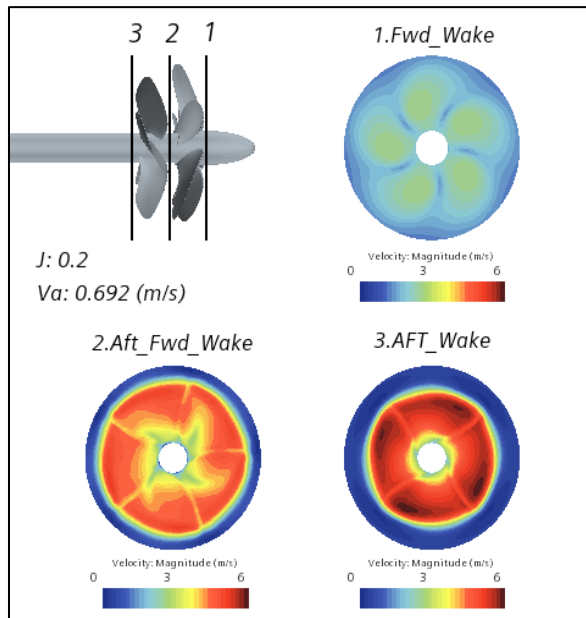 3 2 1
1.Fwd_Wake
J: 0.2
Va: 0.692 (m/s)
Velocity: Magnitude (m/s)
0 3 6
2.Aft_Fwd_Wake
3.AFT_Wake
Velocity: Magnitude (m/s)
Velocity: Magnitude (m/s)
0 3 6
0 3 6